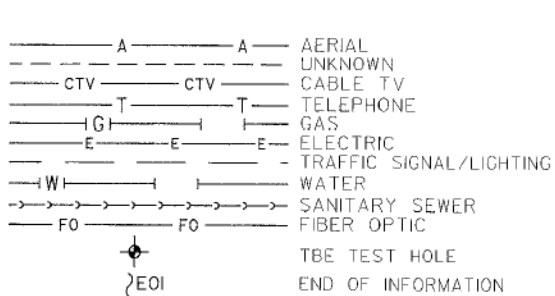 A A AERIAL
UNKNOWN
CTV CTV CABLE TV
T T TELEPHONE
G GAS
E E E ELECTRIC
TRAFFIC SIGNAL/LIGHTING
W WATER
SANITARY SEWER
FO FO FIBER OPTIC
TBE TEST HOLE
EOI END OF INFORMATION